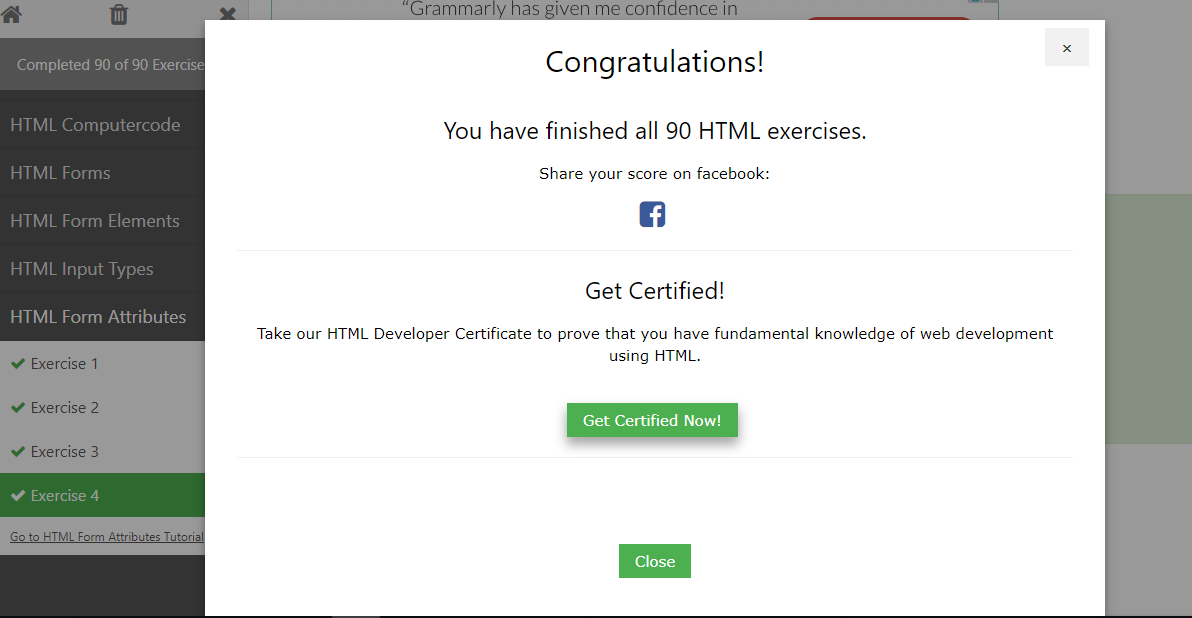 “Grammarly has given me confidence in
Completed 90 of 90 Exercise
HTML Computercode
HTML Forms
HTML Form Elements
HTML Input Types
HTML Form Attributes
Exercise 1
Exercise 2
Exercise 3
Exercise 4
Go to HTML Form Attributes Tutorial
×
Congratulations!
You have finished all 90 HTML exercises.
Share your score on facebook:
Get Certified!
Take our HTML Developer Certificate to prove that you have fundamental knowledge of web development
using HTML.
Get Certified Now!
Close